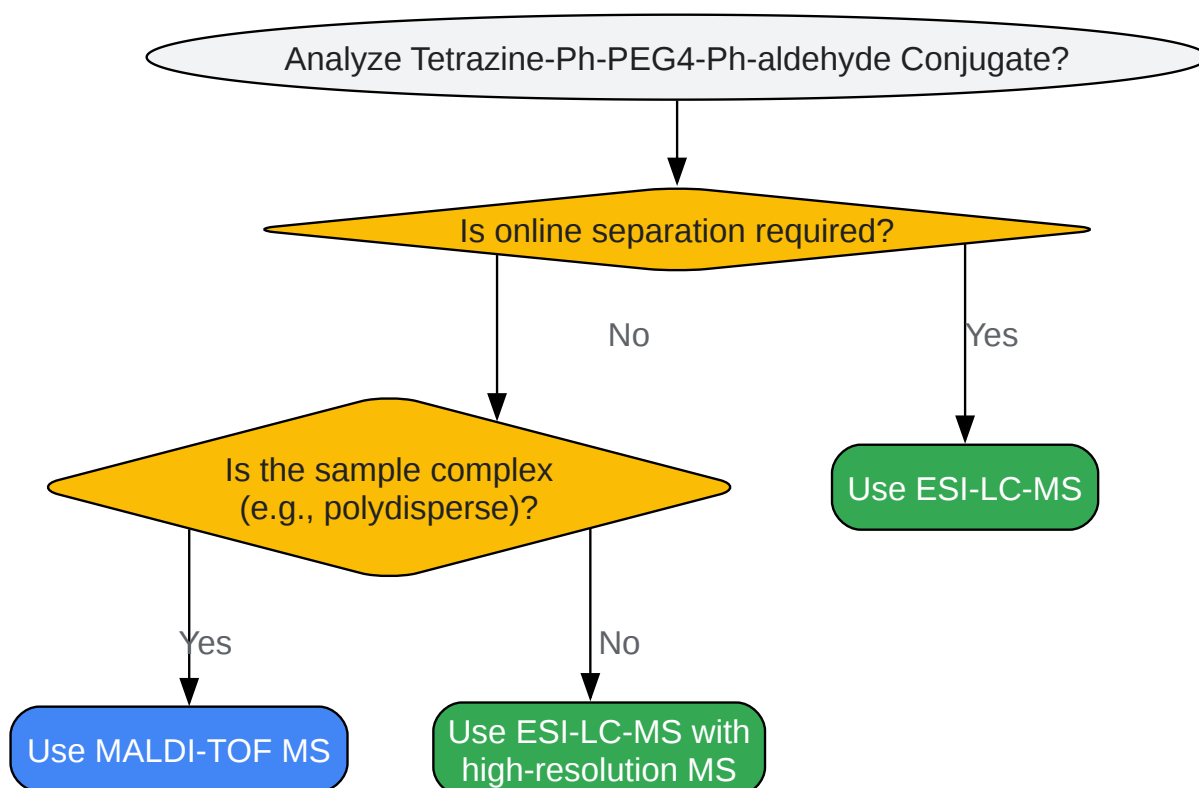 Analyze Tetrazine-Ph-PEG4-Ph-aldehyde Conjugate?
Is online separation required?
No
Yes
Is the sample complex
(e.g., polydisperse)?
Use ESI-LC-MS
Yes
No
Use MALDI-TOF MS
Use ESI-LC-MS with
high-resolution MS